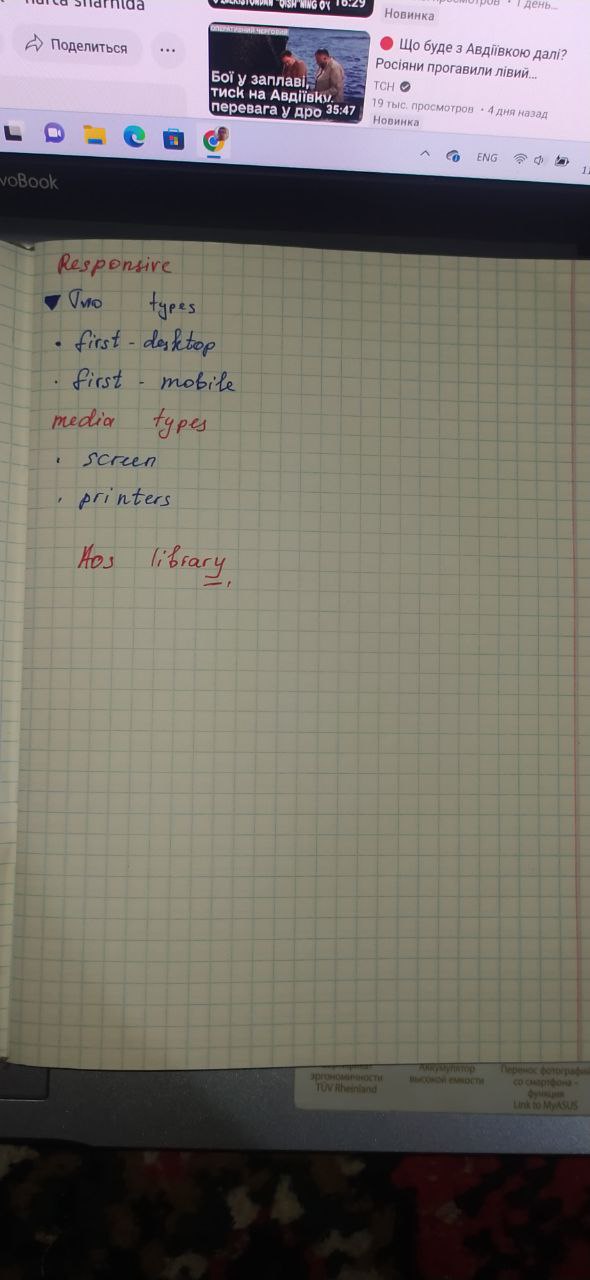 Поделиться
16:29
Новинка
ОПЕРАТИВНИЙ ЧЕРГОВИЙ
Бої у заплаві,
тиск на Авдіївку,
перевага у дро
35:47
Що буде з Авдіївкою далі?
Росіяни прогавили лівий...
ТСН
19 тыс. просмотров • 4 дня назад
Новинка
ENG
voBook
Responsive
Two types
• first - desktop
• first - mobile
media types
• screen
• printers
Aos library
эргономичности
TÜV Rheinland
Аккумулятор
высокой емкости
Перенос фотографи
со смартфона –
функция
Link to MyASUS